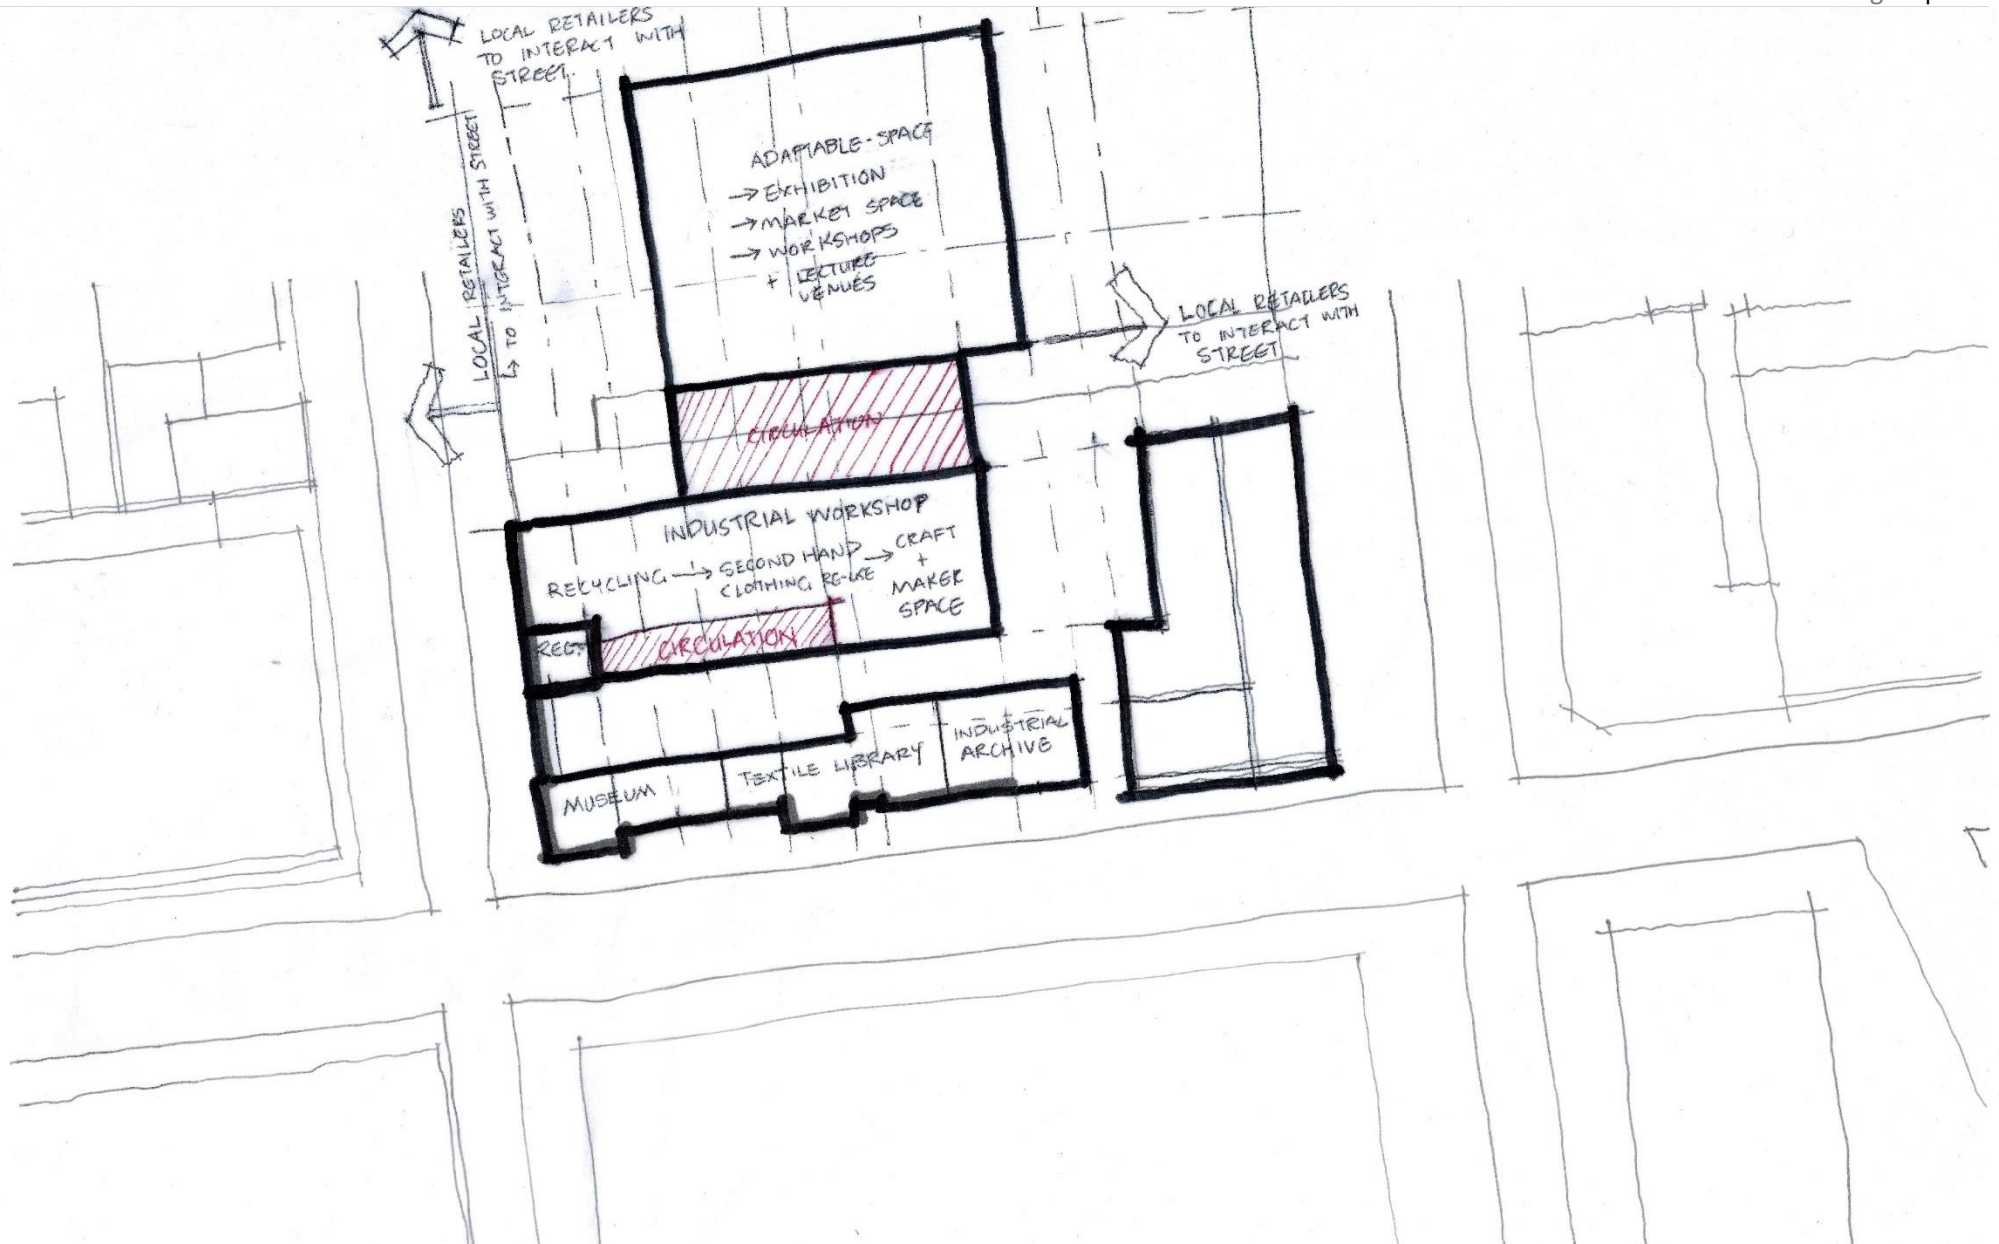 LOCAL RETAILERS
TO INTERACT WITH
STREET.
LOCAL RETAILERS
↳ TO INTERACT WITH STREET
ADAPTABLE-SPACE
→ EXHIBITION
→ MARKET SPACE
→ WORKSHOPS
+ LECTURE
VENUES
LOCAL RETAILERS
TO INTERACT WITH
STREET
CIRCULATION
INDUSTRIAL WORKSHOP
RECYCLING → SECOND HAND → CRAFT
CLOTHING RE-USE
+
MAKER
SPACE
CIRCULATION
MUSEUM
TEXTILE LIBRARY
INDUSTRIAL
ARCHIVE